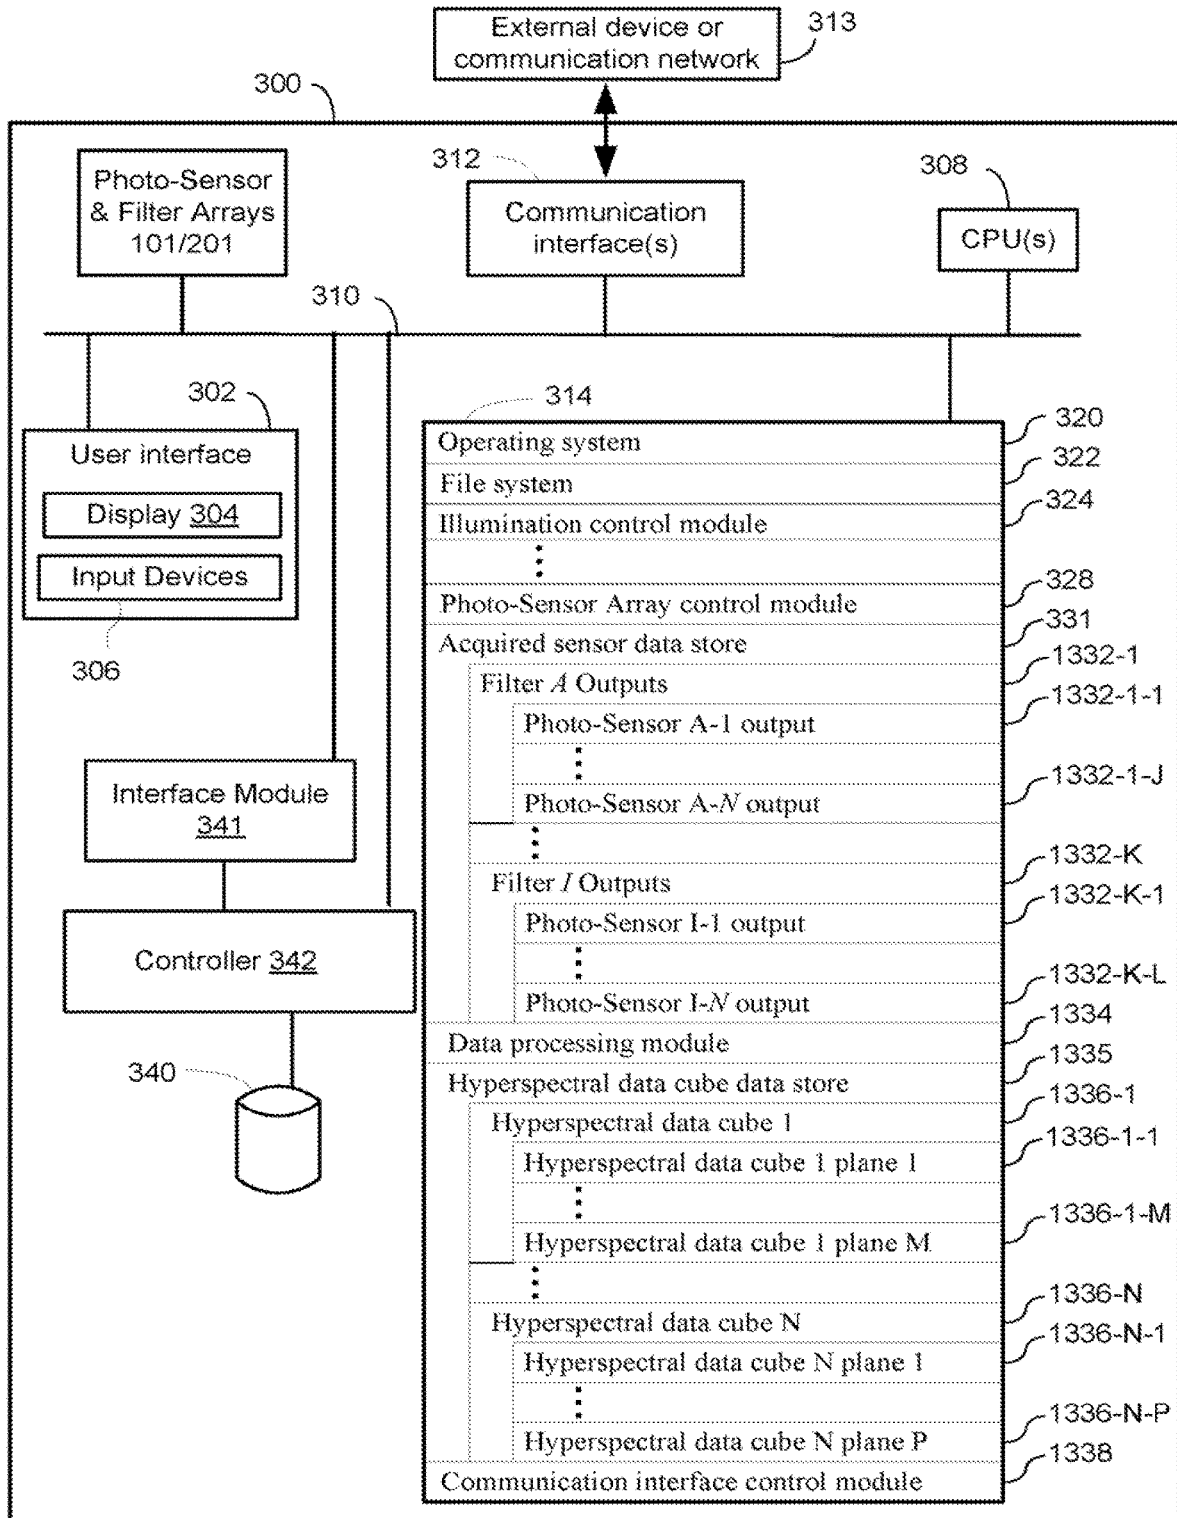 External device or
communication network
313
300
Photo-Sensor
& Filter Arrays
101/201
312
Communication
interface(s)
308
CPU(s)
310
302
User interface
Display 304
Input Devices
306
314
Operating system
320
File system
322
Illumination control module
324
Photo-Sensor Array control module
328
Acquired sensor data store
331
Filter A Outputs
1332-1
Photo-Sensor A-1 output
1332-1-1
Photo-Sensor A-N output
1332-1-J
Filter I Outputs
1332-K
Photo-Sensor I-1 output
1332-K-1
Photo-Sensor I-N output
1332-K-L
Data processing module
1334
Hyperspectral data cube data store
1335
Hyperspectral data cube 1
1336-1
Hyperspectral data cube 1 plane 1
1336-1-1
Hyperspectral data cube 1 plane M
1336-1-M
Hyperspectral data cube N
1336-N
Hyperspectral data cube N plane 1
1336-N-1
Hyperspectral data cube N plane P
1336-N-P
Communication interface control module
1338
Interface Module
341
Controller 342
340